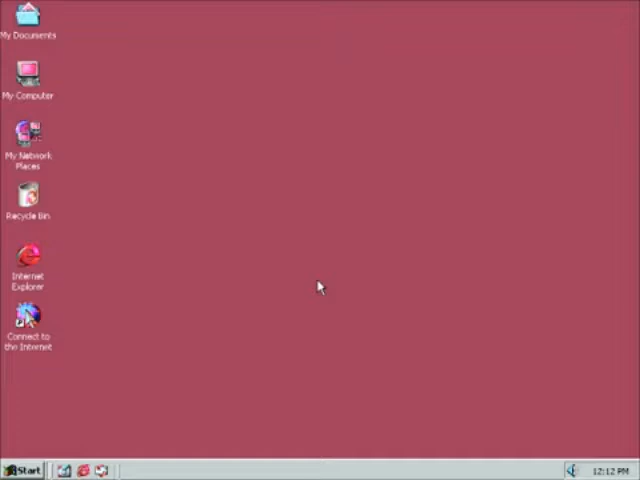 My Documents
My Computer
My Network
Places
Recycle Bin
Internet
Explorer
Connect to
the Internet
Start
12:12 PM